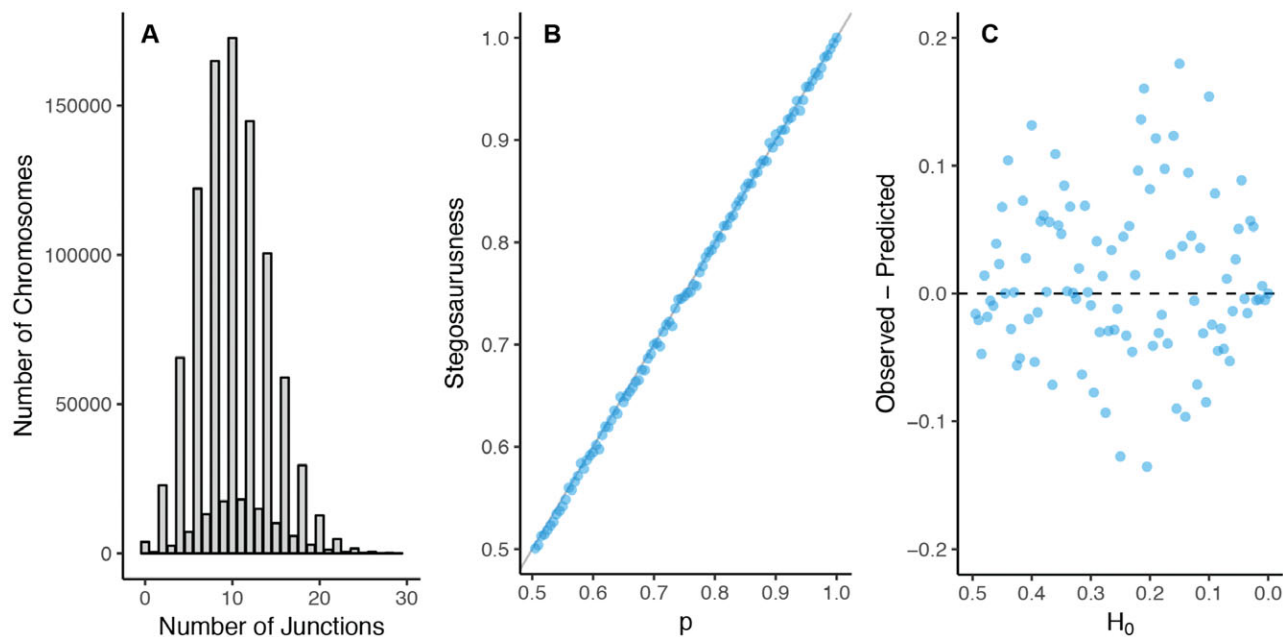 A
Number of Chromosomes
150000
100000
50000
0
0 10 20 30
Number of Junctions
B
Stegosaurusness
1.0
0.9
0.8
0.7
0.6
0.5
0.5 0.6 0.7 0.8 0.9 1.0
p
C
Observed − Predicted
0.2
0.1
0.0
−0.1
−0.2
0.5 0.4 0.3 0.2 0.1 0.0
H₀